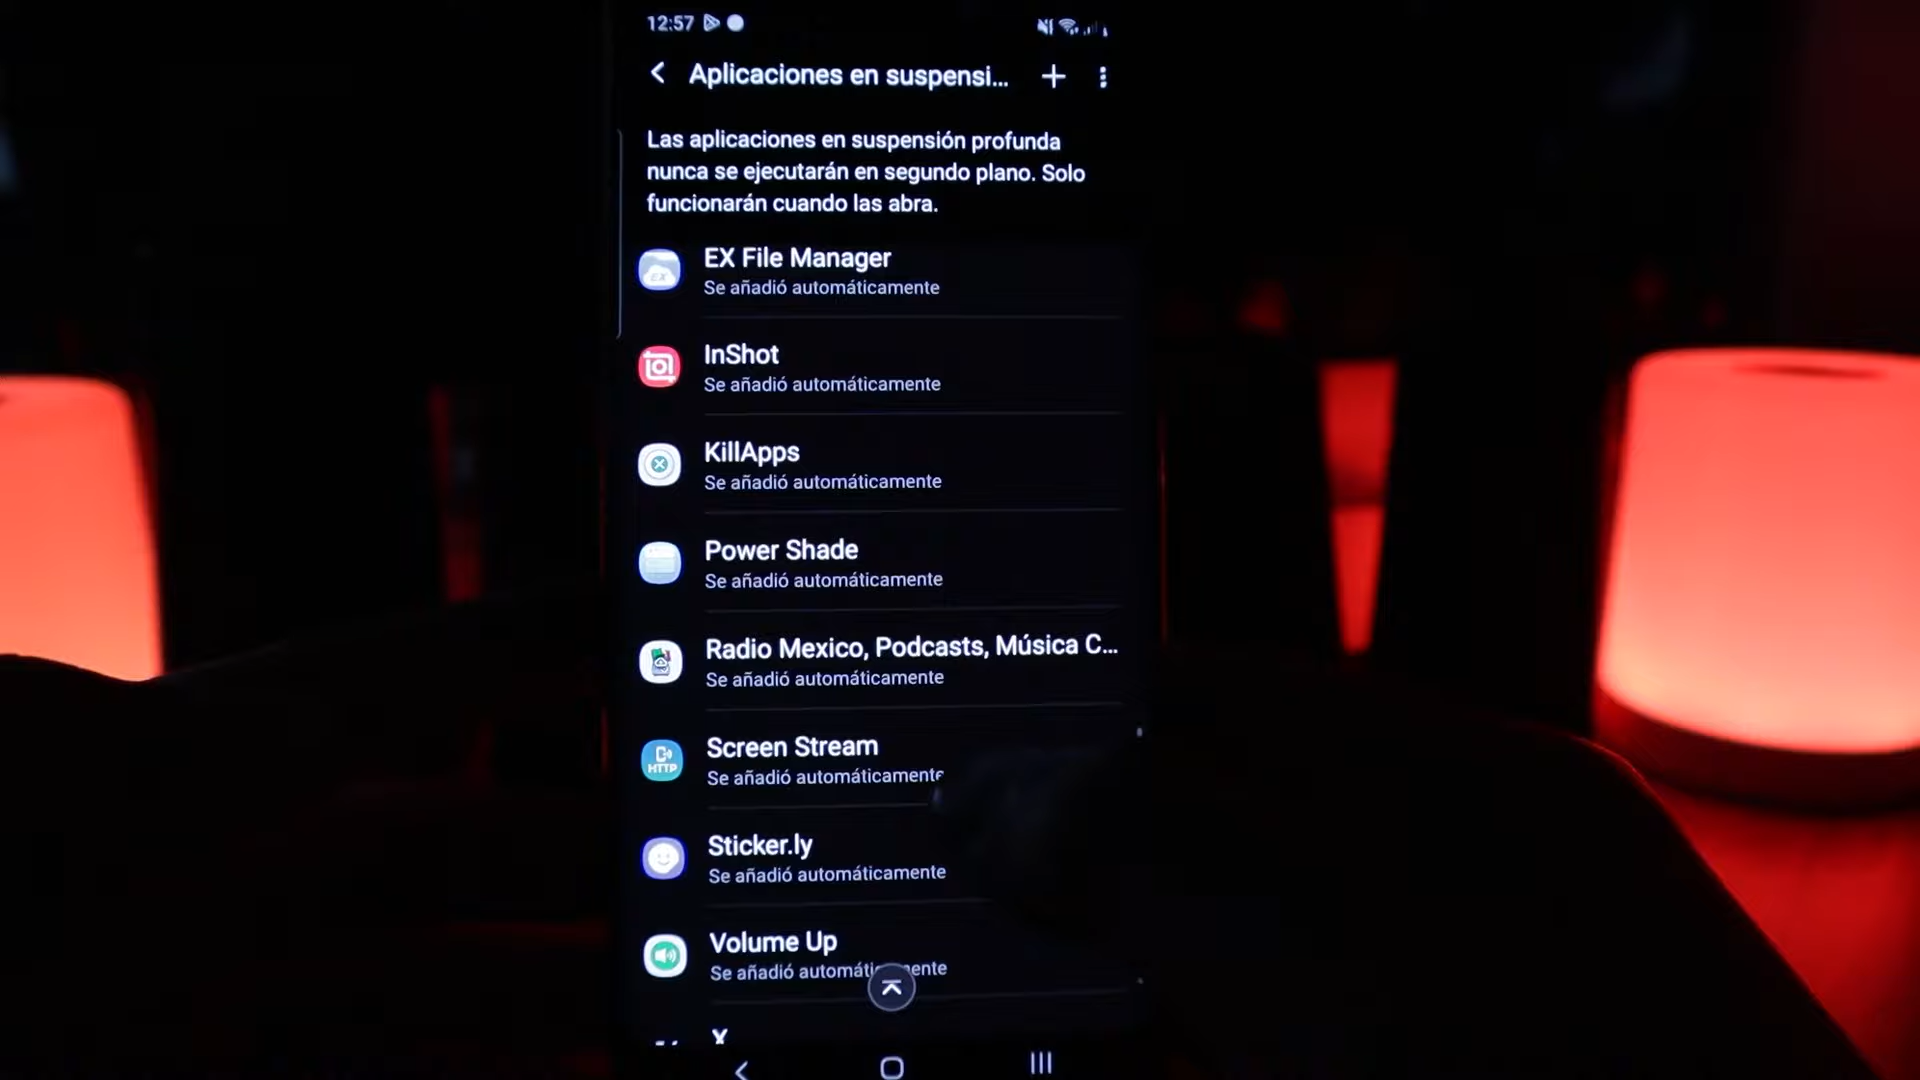 12:57
Aplicaciones en suspensi...
Las aplicaciones en suspensión profunda
nunca se ejecutarán en segundo plano. Solo
funcionarán cuando las abra.
EX File Manager
Se añadió automáticamente
InShot
Se añadió automáticamente
KillApps
Se añadió automáticamente
Power Shade
Se añadió automáticamente
Radio Mexico, Podcasts, Música C...
Se añadió automáticamente
HTTP
Screen Stream
Se añadió automáticamente
Sticker.ly
Se añadió automáticamente
Volume Up
Se añadió
X